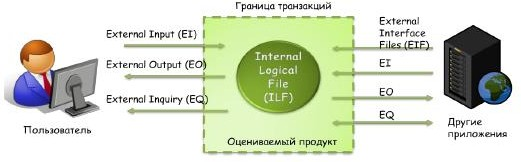 Граница транзакций
External Input (EI)
External Output (EO)
External Inquiry (EQ)
Пользователь
Internal
Logical
File
(ILF)
Оцениваемый продукт
External
Interface
Files (EIF)
EI
EO
EQ
Другие
приложения